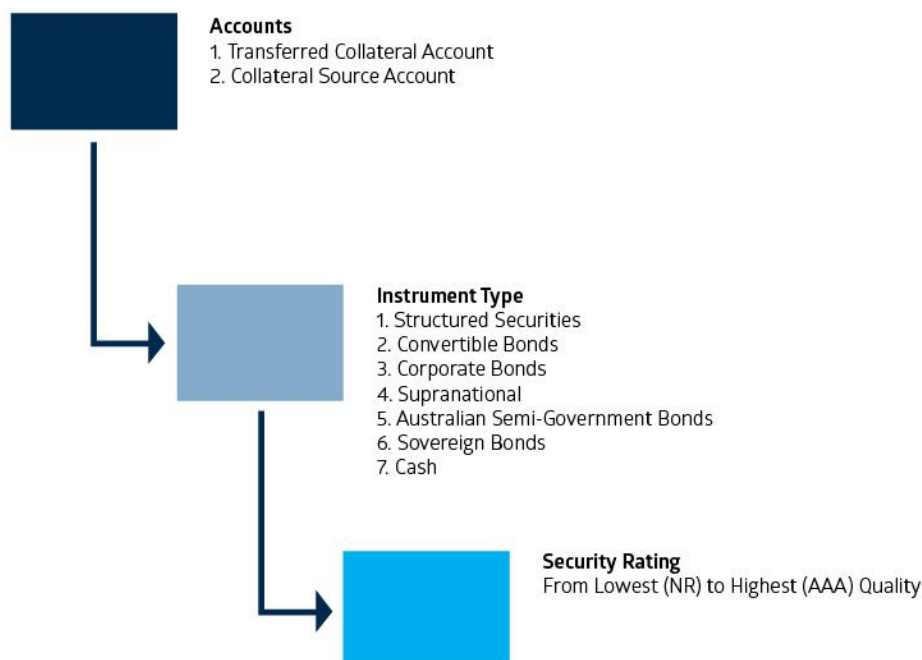 Accounts
1. Transferred Collateral Account
2. Collateral Source Account
Instrument Type
1. Structured Securities
2. Convertible Bonds
3. Corporate Bonds
4. Supranational
5. Australian Semi-Government Bonds
6. Sovereign Bonds
7. Cash
Security Rating
From Lowest (NR) to Highest (AAA) Quality